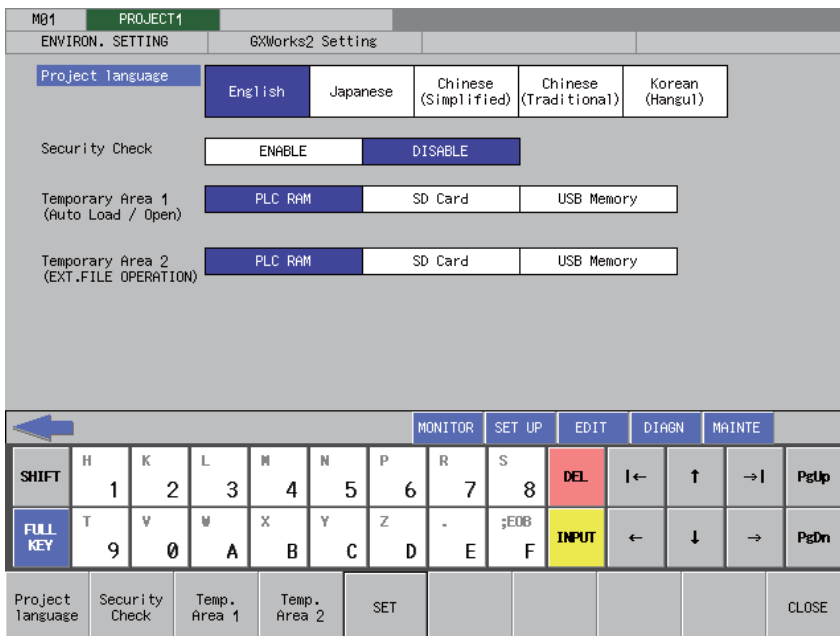 M01 PROJECT1
ENVIRON. SETTING GXWorks2 Setting
Project language English Japanese Chinese (Simplified) Chinese (Traditional) Korean (Hangul)
Security Check ENABLE DISABLE
Temporary Area 1 PLC RAM SD Card USB Memory
(Auto Load / Open)
Temporary Area 2 PLC RAM SD Card USB Memory
(EXT.FILE OPERATION)
MONITOR SET UP EDIT DIAGN MAINTE
SHIFT H 1 K 2 L 3 M 4 N 5 P 6 R 7 S 8 DEL |← ↑ →| PgUp
FULL KEY T 9 V 0 W A X B Y C Z D . E ;EOB F INPUT ← ↓ → PgDn
Project language Security Check Temp. Area 1 Temp. Area 2 SET CLOSE